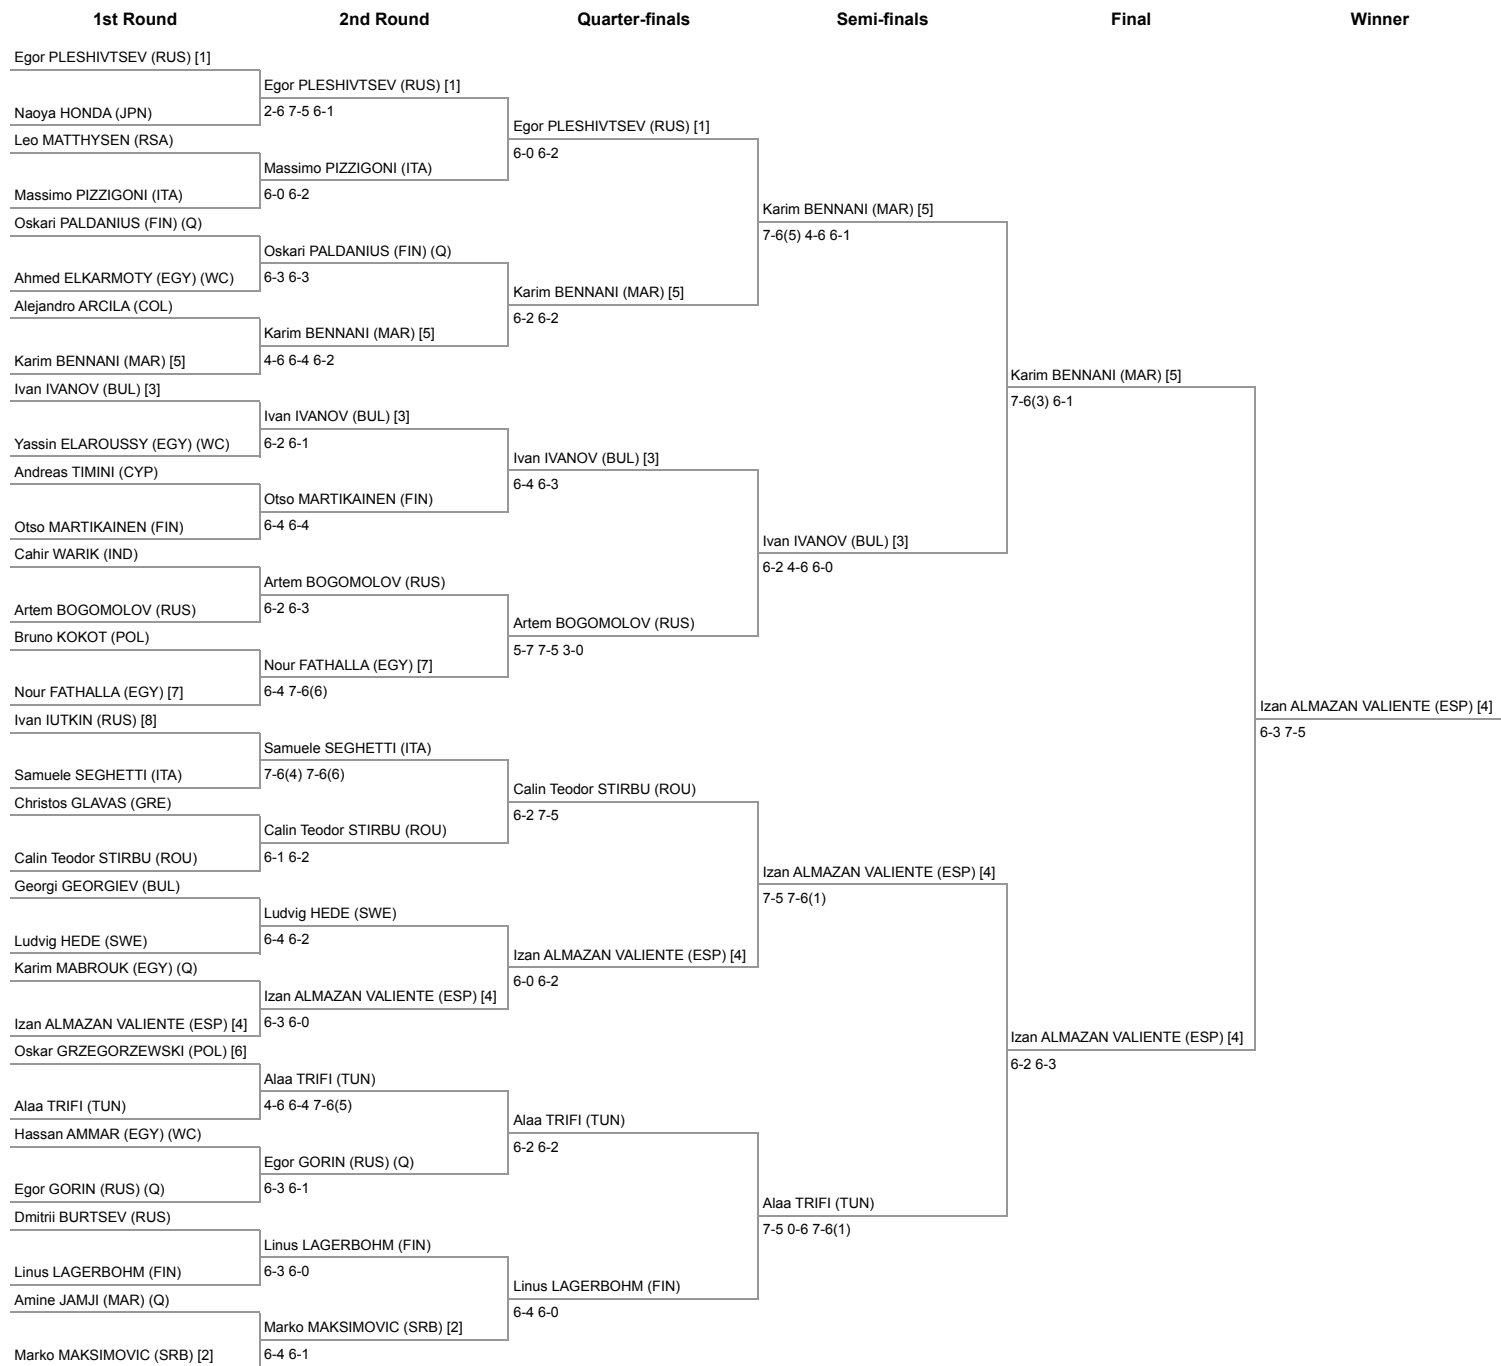 1st Round
2nd Round
Quarter-finals
Semi-finals
Final
Winner
Egor PLESHIVTSEV (RUS) [1]
Naoya HONDA (JPN)
Leo MATTHYSEN (RSA)
Massimo PIZZIGONI (ITA)
Oskari PALDANIUS (FIN) (Q)
Ahmed ELKARMOTY (EGY) (WC)
Alejandro ARCILA (COL)
Karim BENNANI (MAR) [5]
Ivan IVANOV (BUL) [3]
Yassin ELAROUSSY (EGY) (WC)
Andreas TIMINI (CYP)
Otso MARTIKAINEN (FIN)
Cahir WARIK (IND)
Artem BOGOMOLOV (RUS)
Bruno KOKOT (POL)
Nour FATHALLA (EGY) [7]
Ivan IUTKIN (RUS) [8]
Samuele SEGHETTI (ITA)
Christos GLAVAS (GRE)
Calin Teodor STIRBU (ROU)
Georgi GEORGIEV (BUL)
Ludvig HEDE (SWE)
Karim MABROUK (EGY) (Q)
Izan ALMAZAN VALIENTE (ESP) [4]
Oskar GRZEGORZEWSKI (POL) [6]
Alaa TRIFI (TUN)
Hassan AMMAR (EGY) (WC)
Egor GORIN (RUS) (Q)
Dmitrii BURTSEV (RUS)
Linus LAGERBOHM (FIN)
Amine JAMJI (MAR) (Q)
Marko MAKSIMOVIC (SRB) [2]
Egor PLESHIVTSEV (RUS) [1]
2-6 7-5 6-1
Massimo PIZZIGONI (ITA)
6-0 6-2
Oskari PALDANIUS (FIN) (Q)
6-3 6-3
Karim BENNANI (MAR) [5]
4-6 6-4 6-2
Ivan IVANOV (BUL) [3]
6-2 6-1
Otso MARTIKAINEN (FIN)
6-4 6-4
Artem BOGOMOLOV (RUS)
6-2 6-3
Nour FATHALLA (EGY) [7]
6-4 7-6(6)
Samuele SEGHETTI (ITA)
7-6(4) 7-6(6)
Calin Teodor STIRBU (ROU)
6-1 6-2
Ludvig HEDE (SWE)
6-4 6-2
Izan ALMAZAN VALIENTE (ESP) [4]
6-3 6-0
Alaa TRIFI (TUN)
4-6 6-4 7-6(5)
Egor GORIN (RUS) (Q)
6-3 6-1
Linus LAGERBOHM (FIN)
6-3 6-0
Marko MAKSIMOVIC (SRB) [2]
6-4 6-1
Egor PLESHIVTSEV (RUS) [1]
6-0 6-2
Karim BENNANI (MAR) [5]
6-2 6-2
Ivan IVANOV (BUL) [3]
6-4 6-3
Artem BOGOMOLOV (RUS)
5-7 7-5 3-0
Calin Teodor STIRBU (ROU)
6-2 7-5
Izan ALMAZAN VALIENTE (ESP) [4]
6-0 6-2
Alaa TRIFI (TUN)
6-2 6-2
Linus LAGERBOHM (FIN)
6-4 6-0
Karim BENNANI (MAR) [5]
7-6(5) 4-6 6-1
Ivan IVANOV (BUL) [3]
6-2 4-6 6-0
Izan ALMAZAN VALIENTE (ESP) [4]
7-5 7-6(1)
Alaa TRIFI (TUN)
7-5 0-6 7-6(1)
Karim BENNANI (MAR) [5]
7-6(3) 6-1
Izan ALMAZAN VALIENTE (ESP) [4]
6-2 6-3
Izan ALMAZAN VALIENTE (ESP) [4]
6-3 7-5